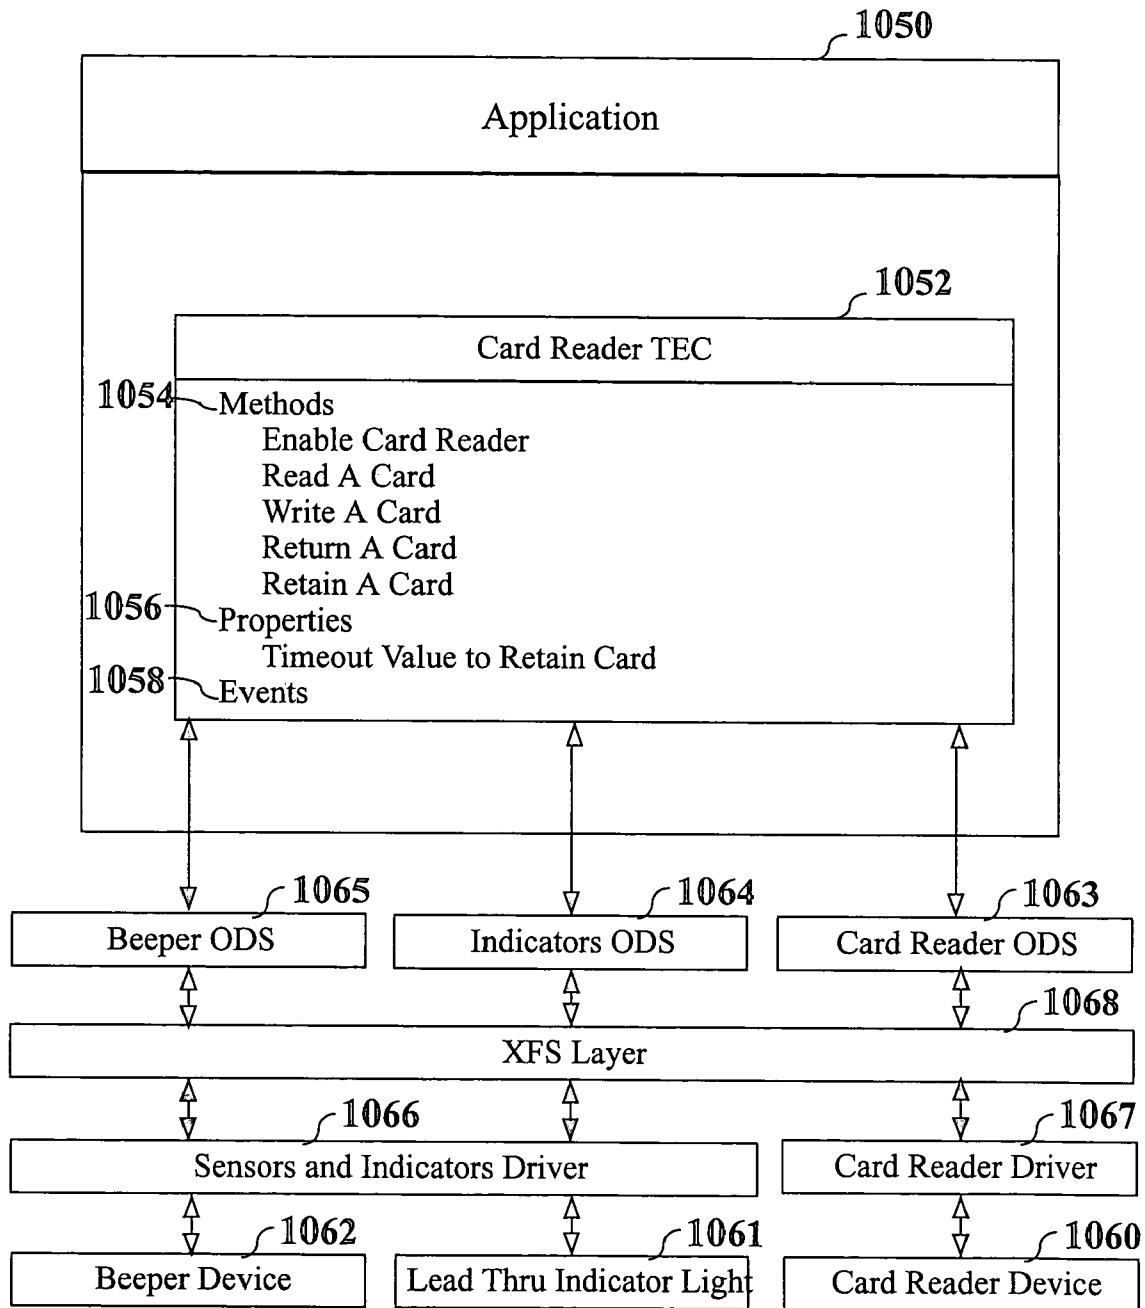 1050
Application
1052
Card Reader TEC
1054
Methods
Enable Card Reader
Read A Card
Write A Card
Return A Card
Retain A Card
1056
Properties
Timeout Value to Retain Card
1058
Events
1065
1064
1063
Beeper ODS
Indicators ODS
Card Reader ODS
1068
XFS Layer
1066
1067
Sensors and Indicators Driver
Card Reader Driver
1062
1061
1060
Beeper Device
Lead Thru Indicator Light
Card Reader Device